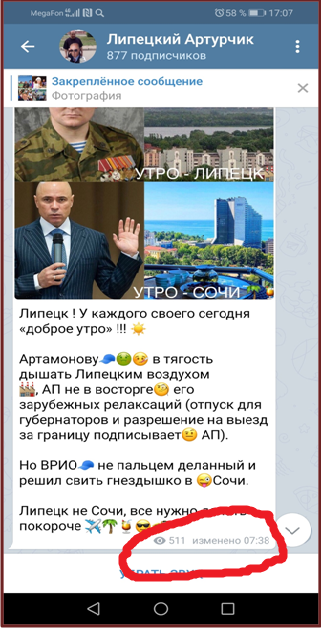 MegaFon 58 % 17:07
Липецкий Артурчик
877 подписчиков
Закреплённое сообщение
Фотография
УТРО - ЛИПЕЦК
УТРО - СОЧИ
Липецк ! У каждого своего сегодня
«доброе утро» !!! ☀️
Артамонову🧢🤢🤒 в тягость
дышать Липецким воздухом
🏭, АП не в восторге🧐 его
зарубежных релаксаций (отпуск для
губернаторов и разрешение на выезд
за границу подписывает🤨 АП).
Но ВРИО🧢 не пальцем деланный и
решил свить гнездышко в 😜Сочи.
Липецк не Сочи, все нужно
покороче ✈️🌴🍹😎
511 изменено 07:38